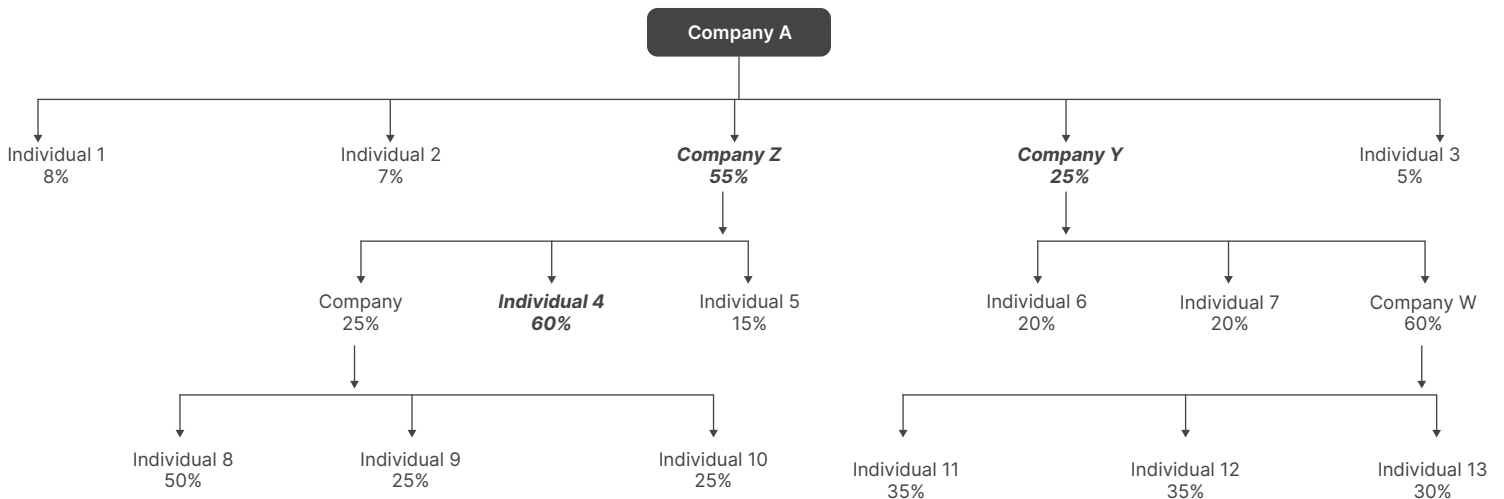 Company A
Individual 1
8%
Individual 2
7%
Company Z
55%
Company Y
25%
Individual 3
5%
Company
25%
Individual 4
60%
Individual 5
15%
Individual 6
20%
Individual 7
20%
Company W
60%
Individual 8
50%
Individual 9
25%
Individual 10
25%
Individual 11
35%
Individual 12
35%
Individual 13
30%